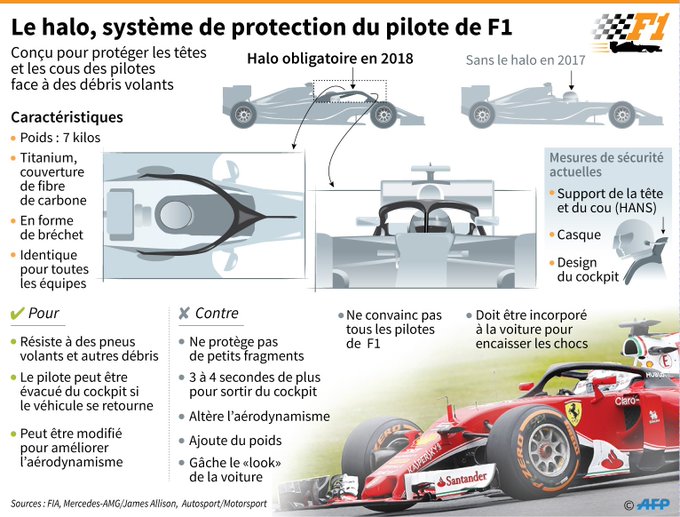 Le halo, système de protection du pilote de F1
F1
Conçu pour protéger les têtes
et les cous des pilotes
face à des débris volants
Halo obligatoire en 2018
Sans le halo en 2017
Caractéristiques
Poids : 7 kilos
Titanium,
couverture
de fibre
de carbone
En forme
de bréchet
Identique
pour toutes
les équipes
Mesures de sécurité
actuelles
Support de la tête
et du cou (HANS)
Casque
Design
du cockpit
Pour
Résiste à des pneus
volants et autres débris
Le pilote peut être
évacué du cockpit si
le véhicule se retourne
Peut être modifié
pour améliorer
l'aérodynamisme
Contre
Ne protège pas
de petits fragments
3 à 4 secondes de plus
pour sortir du cockpit
Altère l'aérodynamisme
Ajoute du poids
Gâche le «look»
de la voiture
Ne convainc pas
tous les pilotes
de F1
Doit être incorporé
à la voiture pour
encaisser les chocs
Claro
KASPERSKY
Santander
Sources : FIA, Mercedes-AMG/James Allison, Autosport/Motorsport
© AFP